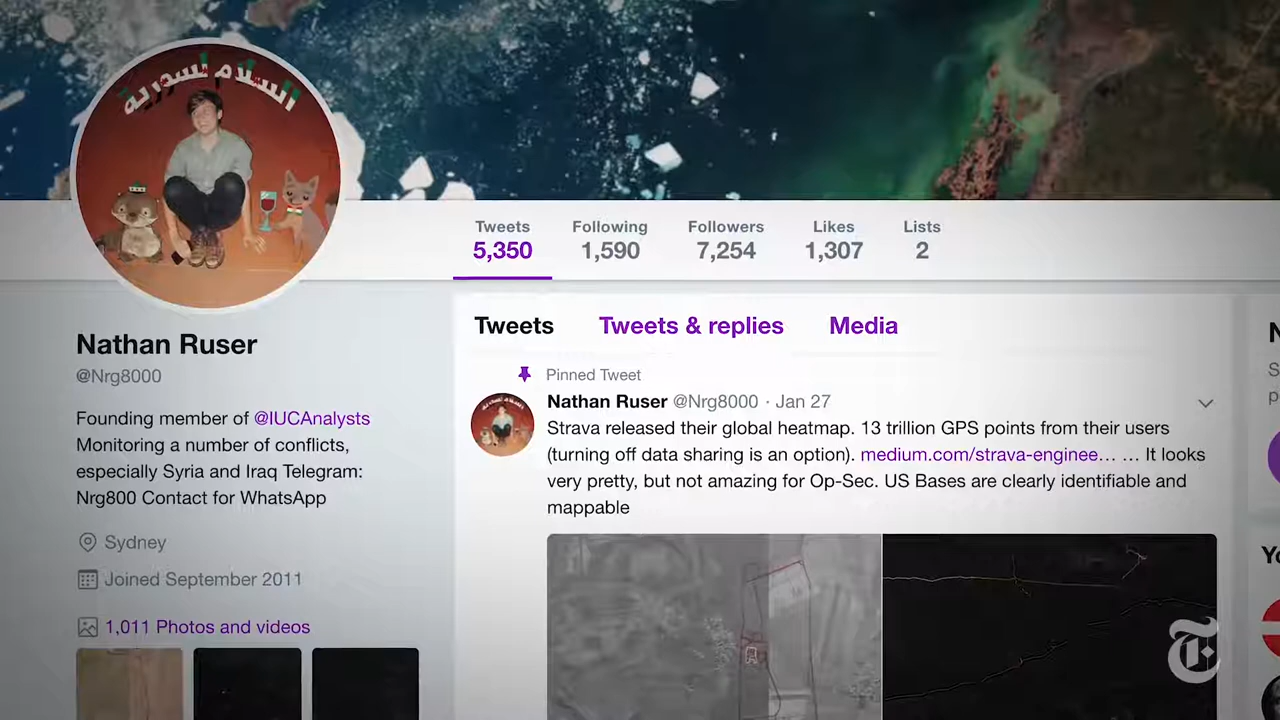 السلام لسورية
Tweets Following Followers Likes Lists
5,350 1,590 7,254 1,307 2
Nathan Ruser
@Nrg8000
Founding member of @IUCAnalysts
Monitoring a number of conflicts,
especially Syria and Iraq Telegram:
Nrg800 Contact for WhatsApp
Sydney
Joined September 2011
1,011 Photos and videos
Tweets Tweets & replies Media
Pinned Tweet
Nathan Ruser @Nrg8000 · Jan 27
Strava released their global heatmap. 13 trillion GPS points from their users
(turning off data sharing is an option). medium.com/strava-enginee… … It looks
very pretty, but not amazing for Op-Sec. US Bases are clearly identifiable and
mappable